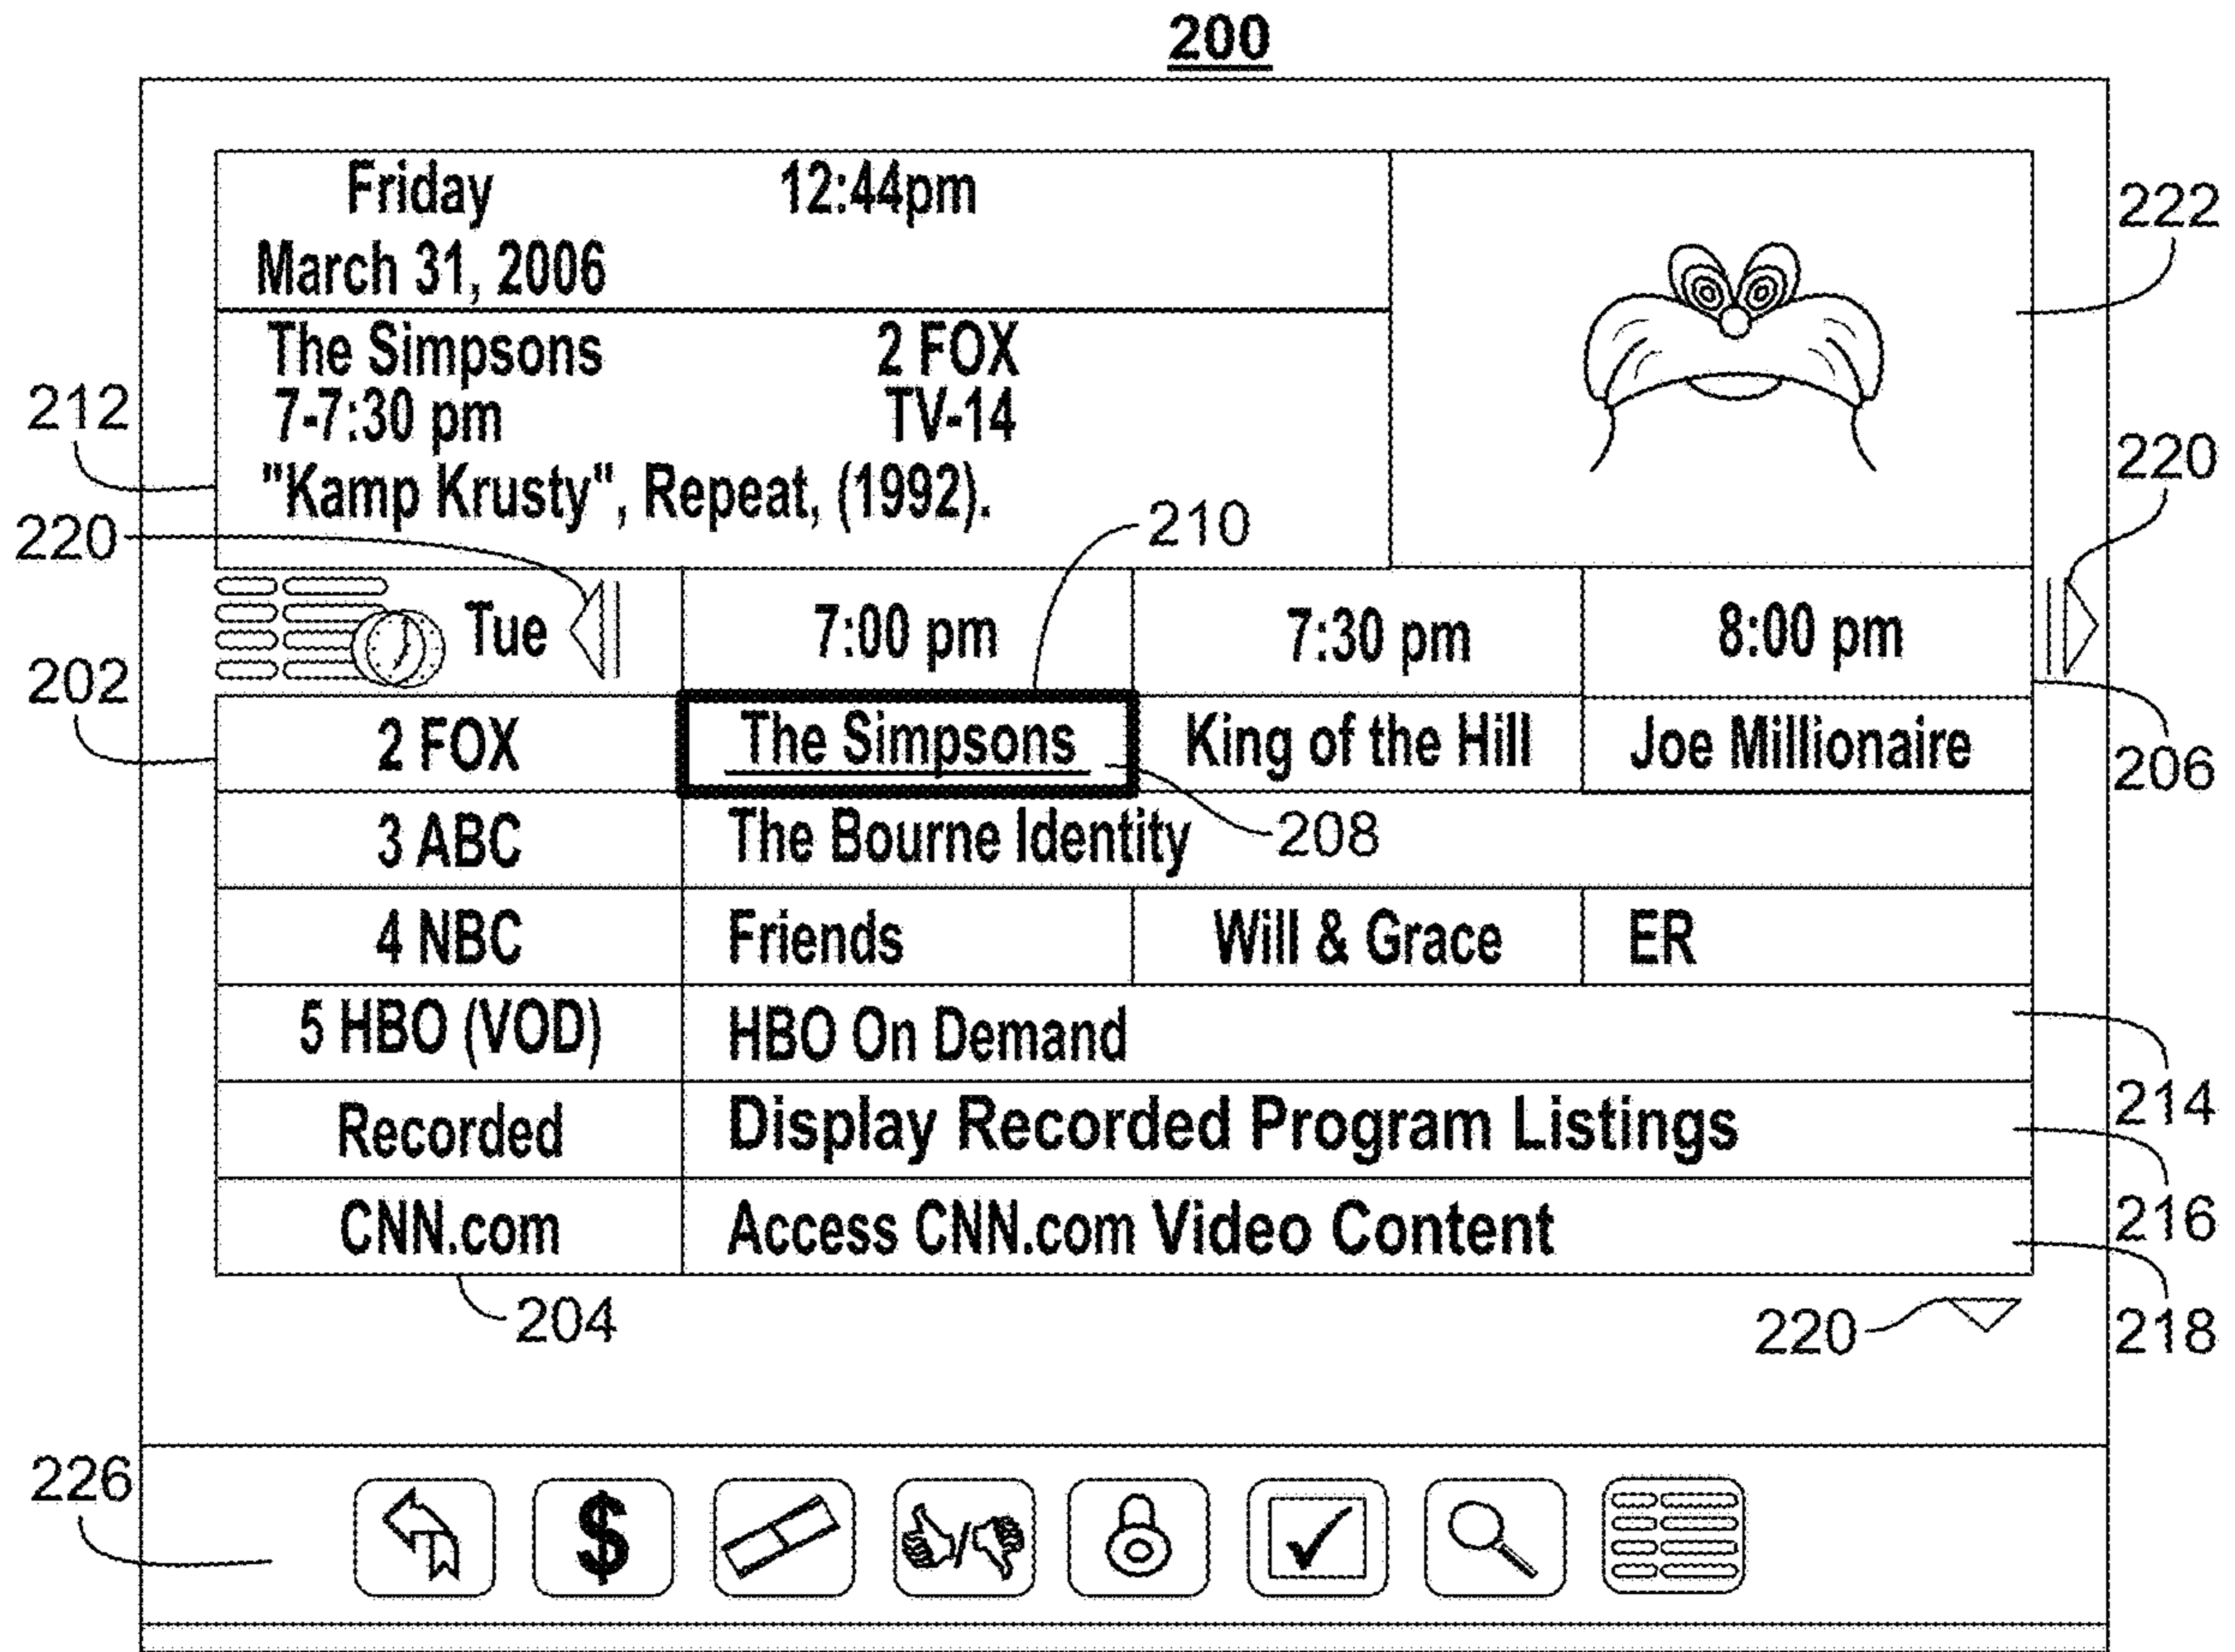 200
Friday 12:44pm
March 31, 2006
222
The Simpsons 2 FOX
212 7-7:30 pm TV-14
"Kamp Krusty", Repeat, (1992).
220
220 210
Tue 7:00 pm 7:30 pm 8:00 pm
202
2 FOX The Simpsons King of the Hill Joe Millionaire
206
3 ABC The Bourne Identity 208
4 NBC Friends Will & Grace ER
5 HBO (VOD) HBO On Demand
214
Recorded Display Recorded Program Listings
216
CNN.com Access CNN.com Video Content
204 220 218
226 $ /